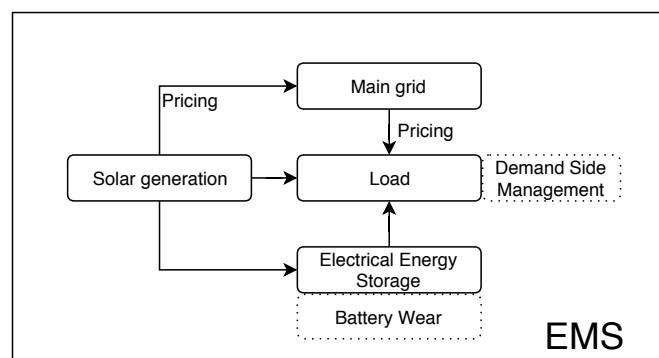 Main grid
Pricing
Pricing
Solar generation
Load
Demand Side
Management
Electrical Energy
Storage
Battery Wear
EMS